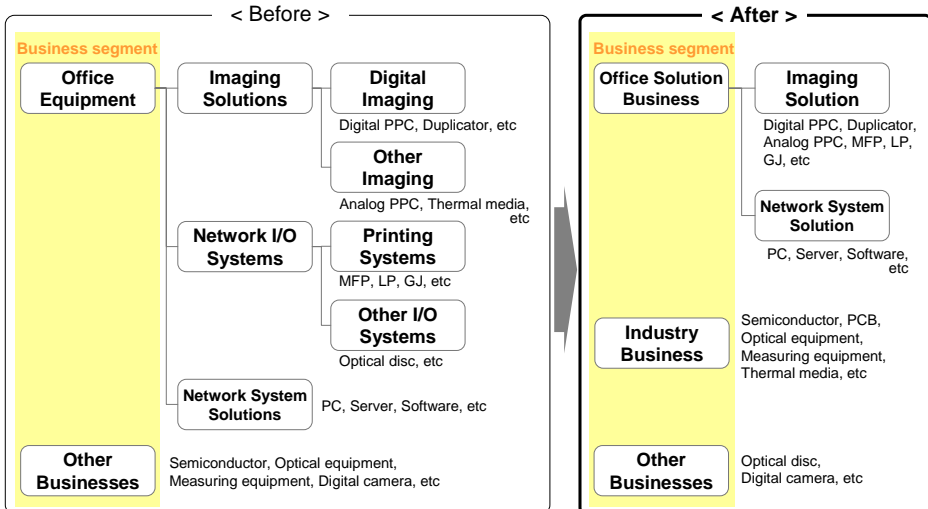 < Before >
Business segment
Office
Equipment
Imaging
Solutions
Digital
Imaging
Digital PPC, Duplicator, etc
Other
Imaging
Analog PPC, Thermal media,
etc
Network I/O
Systems
Printing
Systems
MFP, LP, GJ, etc
Other I/O
Systems
Optical disc, etc
Network System
Solutions
PC, Server, Software, etc
Other
Businesses
Semiconductor, Optical equipment,
Measuring equipment, Digital camera, etc
< After >
Business segment
Office Solution
Business
Imaging
Solution
Digital PPC, Duplicator,
Analog PPC, MFP, LP,
GJ, etc
Network System
Solution
PC, Server, Software,
etc
Industry
Business
Semiconductor, PCB,
Optical equipment,
Measuring equipment,
Thermal media, etc
Other
Businesses
Optical disc,
Digital camera, etc